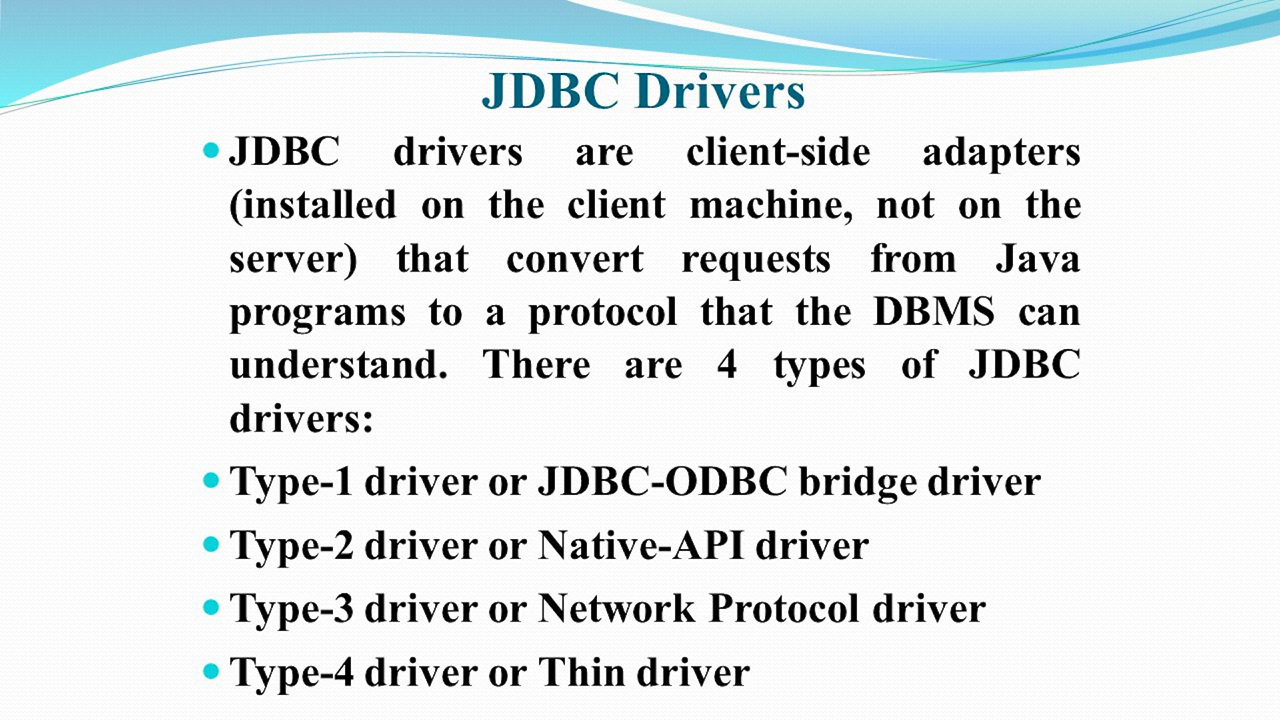 JDBC Drivers
JDBC drivers are client-side adapters
(installed on the client machine, not on the
server) that convert requests from Java
programs to a protocol that the DBMS can
understand. There are 4 types of JDBC
drivers:
Type-1 driver or JDBC-ODBC bridge driver
Type-2 driver or Native-API driver
Type-3 driver or Network Protocol driver
Type-4 driver or Thin driver